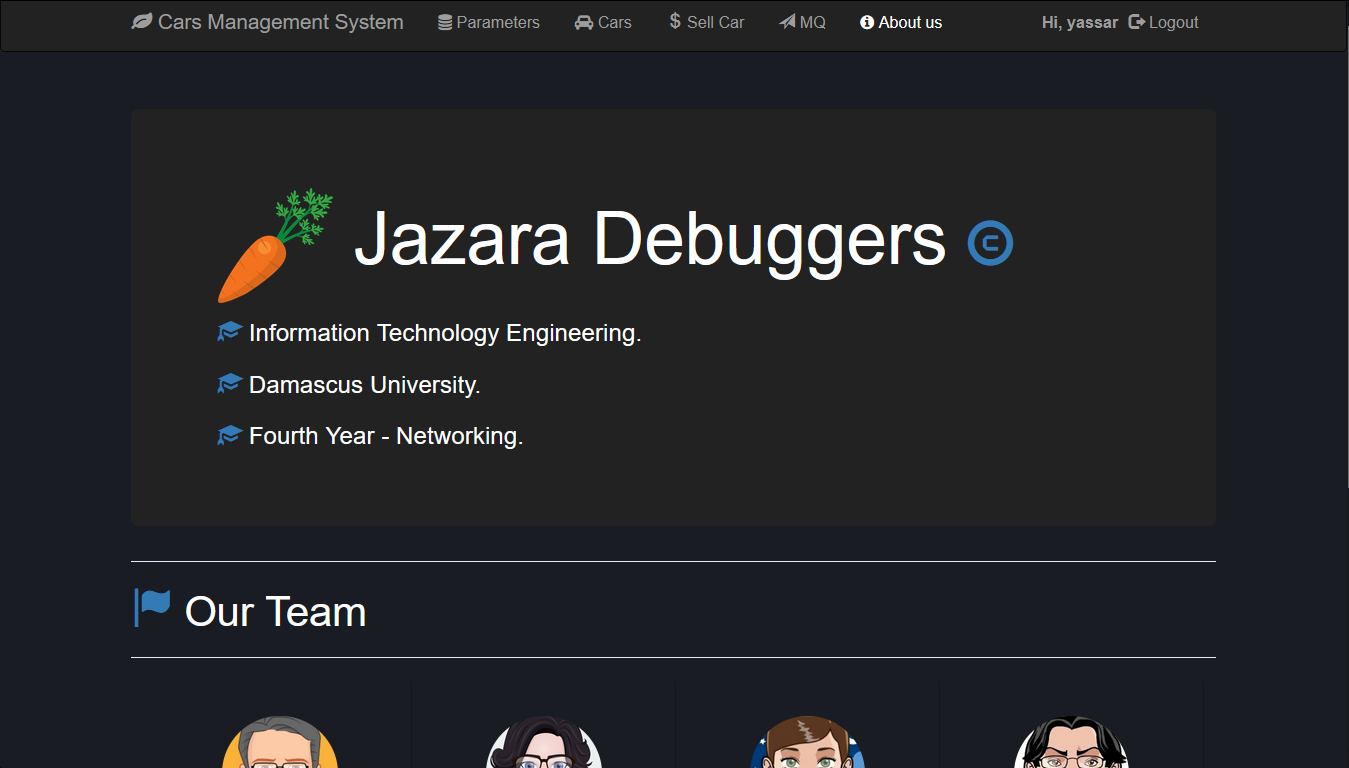 Cars Management System Parameters Cars Sell Car MQ About us Hi, yassar Logout
Jazara Debuggers
Information Technology Engineering.
Damascus University.
Fourth Year - Networking.
Our Team